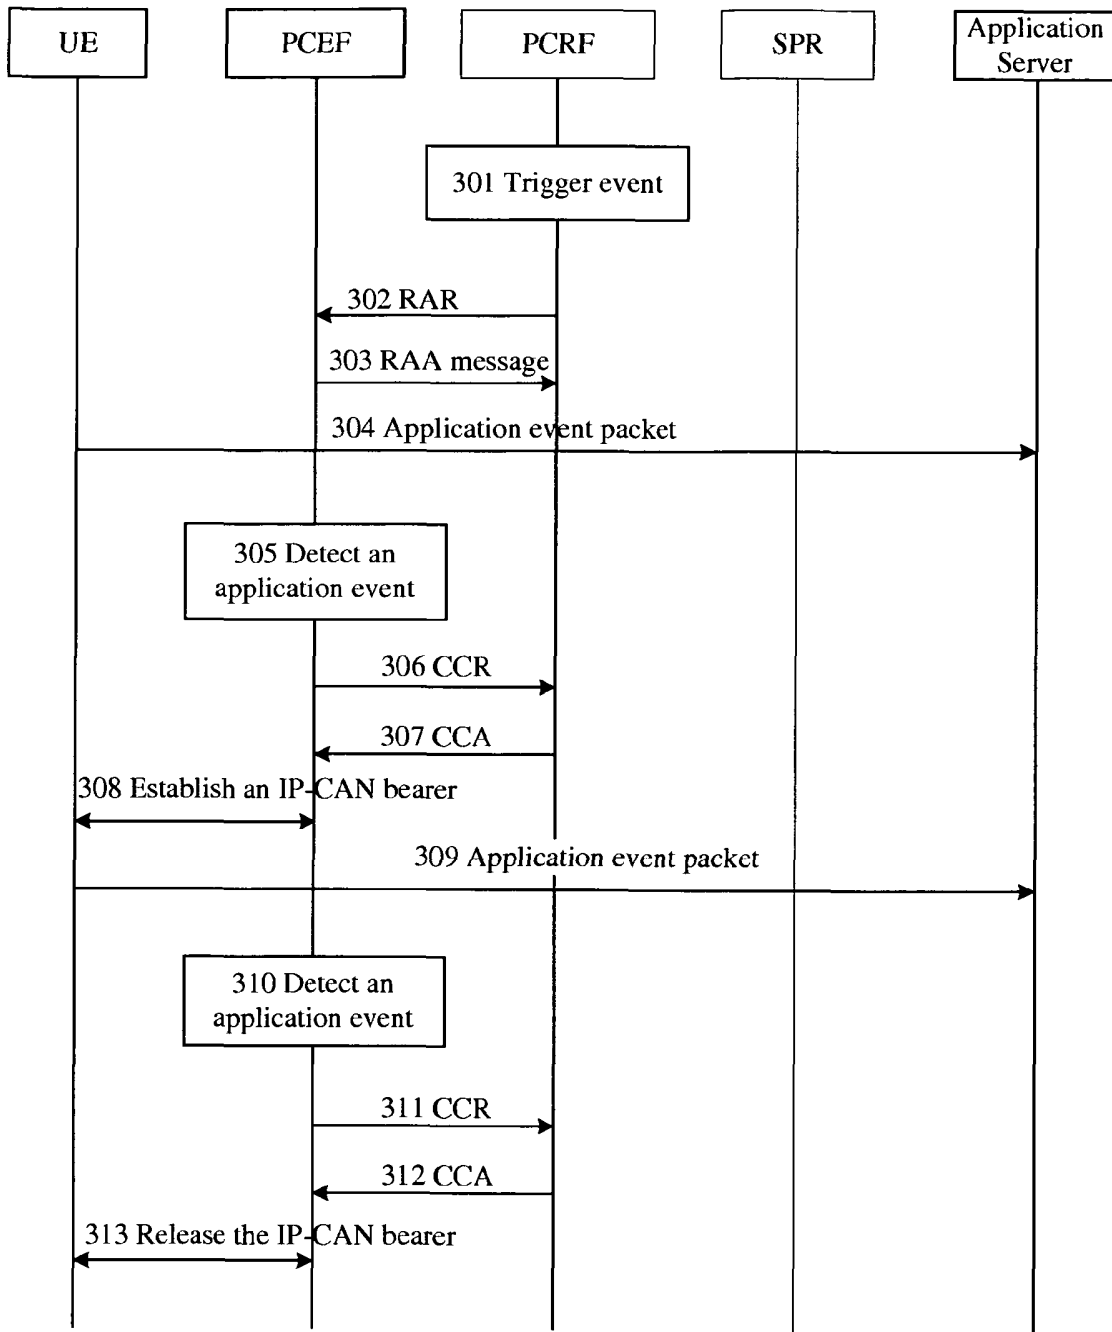 UE
PCEF
PCRF
SPR
Application
Server
301 Trigger event
302 RAR
303 RAA message
304 Application event packet
305 Detect an
application event
306 CCR
307 CCA
308 Establish an IP-CAN bearer
309 Application event packet
310 Detect an
application event
311 CCR
312 CCA
313 Release the IP-CAN bearer